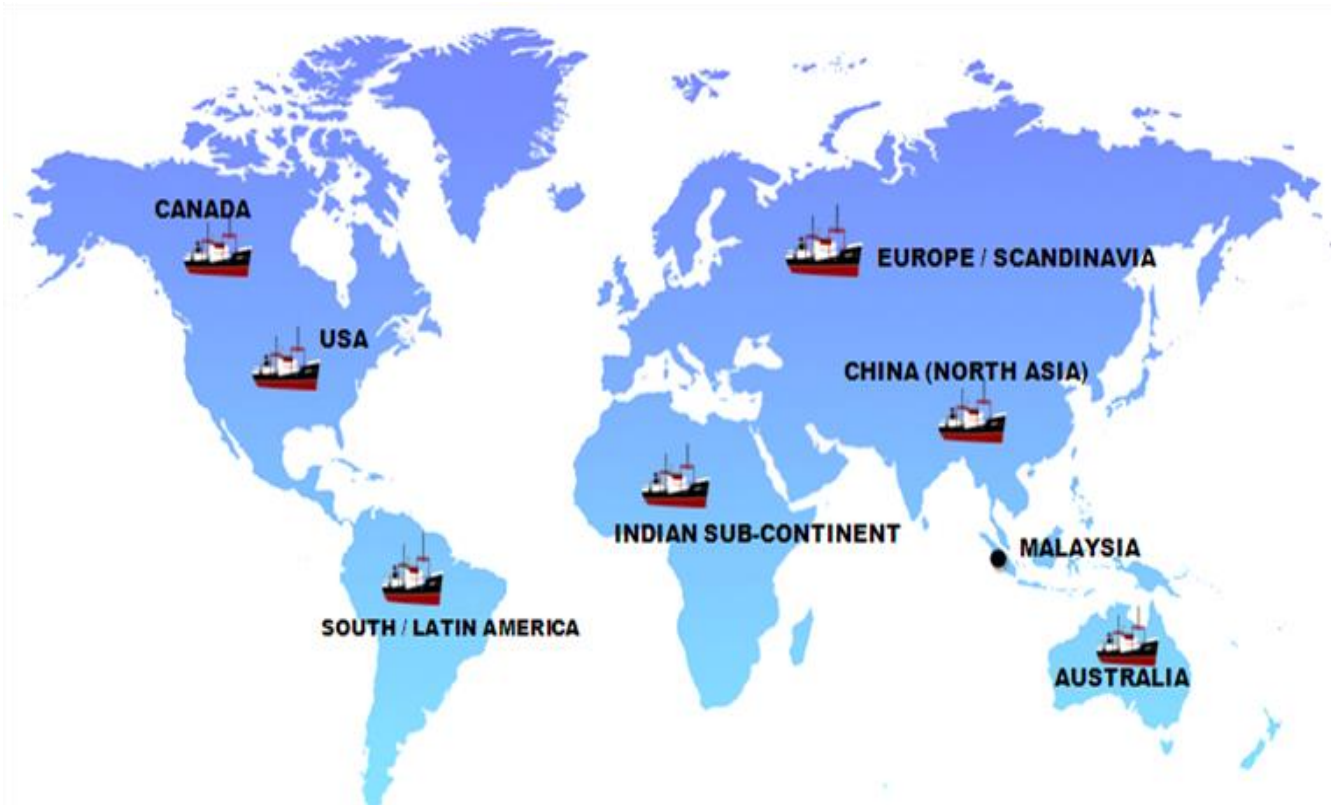 CANADA
EUROPE / SCANDINAVIA
USA
CHINA (NORTH ASIA)
INDIAN SUB-CONTINENT
MALAYSIA
SOUTH / LATIN AMERICA
AUSTRALIA